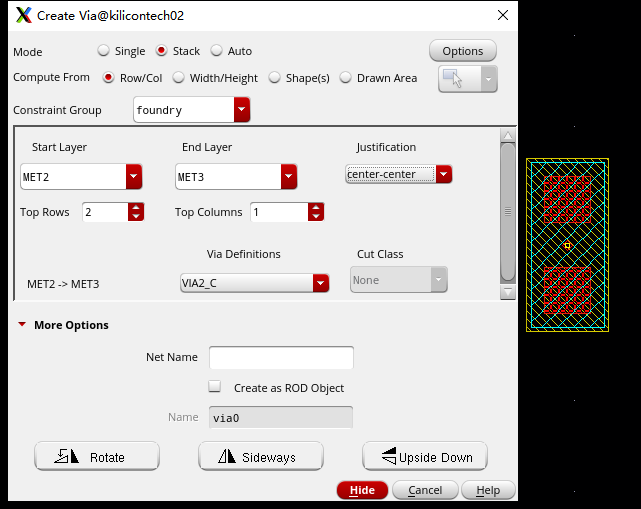 Create Via@kilicontech02
Mode Single Stack Auto Options
Compute From Row/Col Width/Height Shape(s) Drawn Area
Constraint Group foundry
Start Layer End Layer Justification
MET2 MET3 center-center
Top Rows 2 Top Columns 1
Via Definitions Cut Class
MET2 -> MET3 VIA2_C None
More Options
Net Name
Create as ROD Object
Name via0
Rotate Sideways Upside Down
Hide Cancel Help